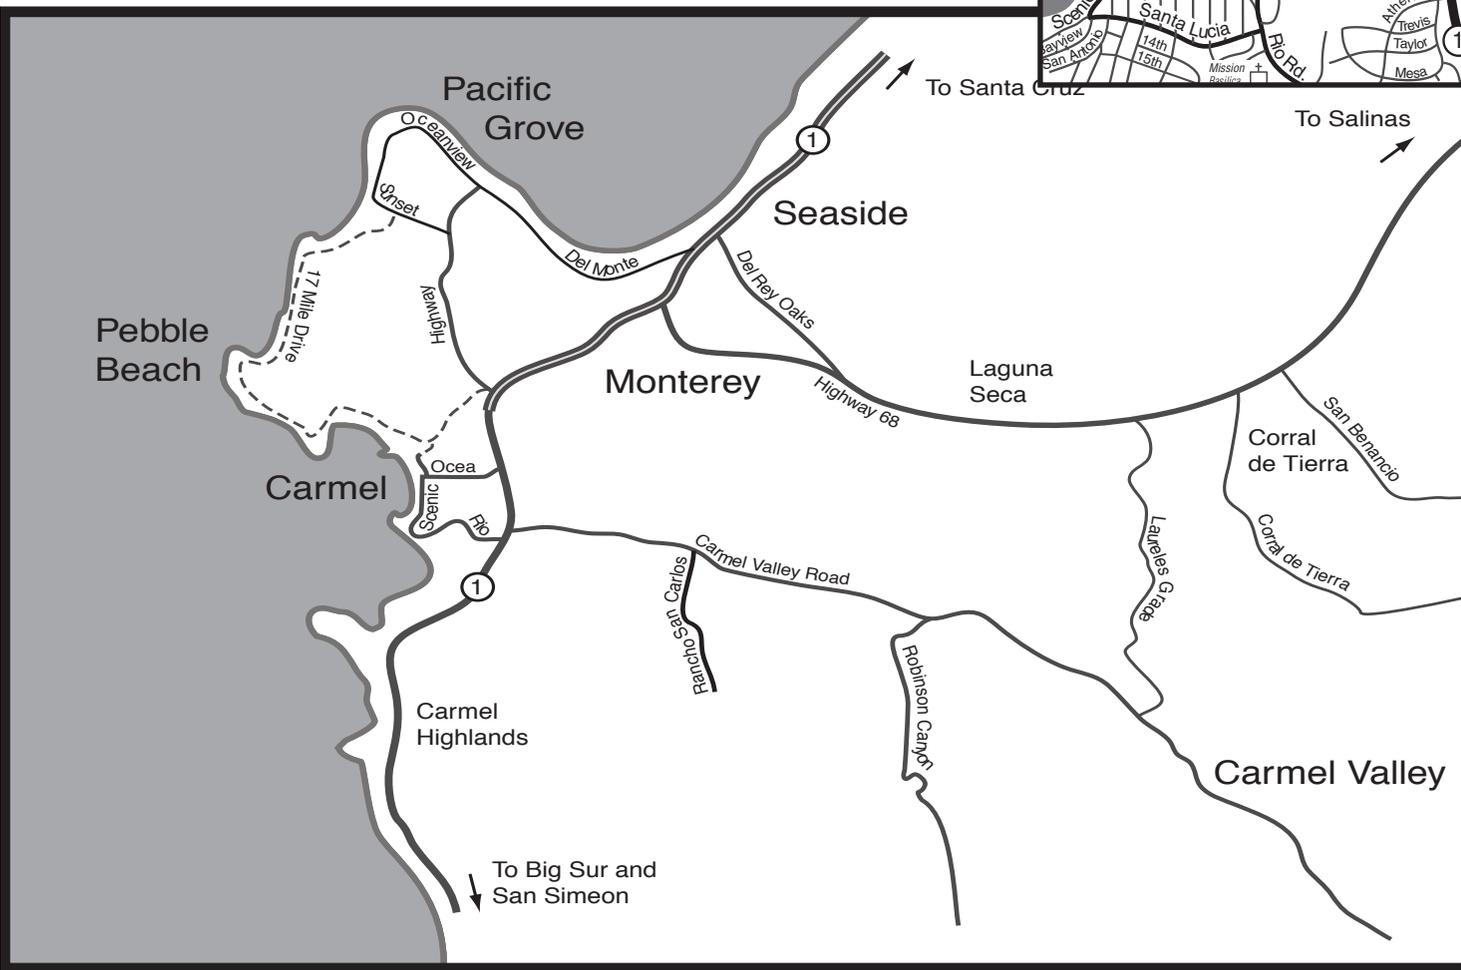 Scenic
Santa Lucia
Bayview
San Antonio
14th
15th
Mission
Basilica
Rio Rd.
Trevis
Taylor
Mesa
1
Pacific
Grove
To Santa Cruz
To Salinas
Oceanview
1
Sunset
Seaside
Del Monte
Del Rey Oaks
17 Mile Drive
Highway
Pebble
Beach
Monterey
Highway 68
Laguna
Seca
San Benancio
Corral
de Tierra
Ocea
Carmel
Scenic
Rio
Carmel Valley Road
Laureles Grade
Corral de Tierra
1
Rancho San Carlos
Robinson Canyon
Carmel
Highlands
Carmel Valley
To Big Sur and
San Simeon